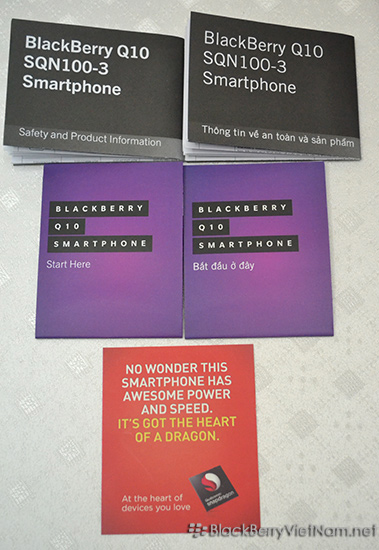 BlackBerry Q10
SQN100-3
Smartphone
Safety and Product Information
BlackBerry Q10
SQN100-3
Smartphone
Thông tin về an toàn và sản phẩm
BLACKBERRY
Q10
SMARTPHONE
Start Here
BLACKBERRY
Q10
SMARTPHONE
Bắt đầu ở đây
NO WONDER THIS
SMARTPHONE HAS
AWESOME POWER
AND SPEED.
IT'S GOT THE HEART
OF A DRAGON.
At the heart of
devices you love
snapdragon
BlackBerryVietNam.net